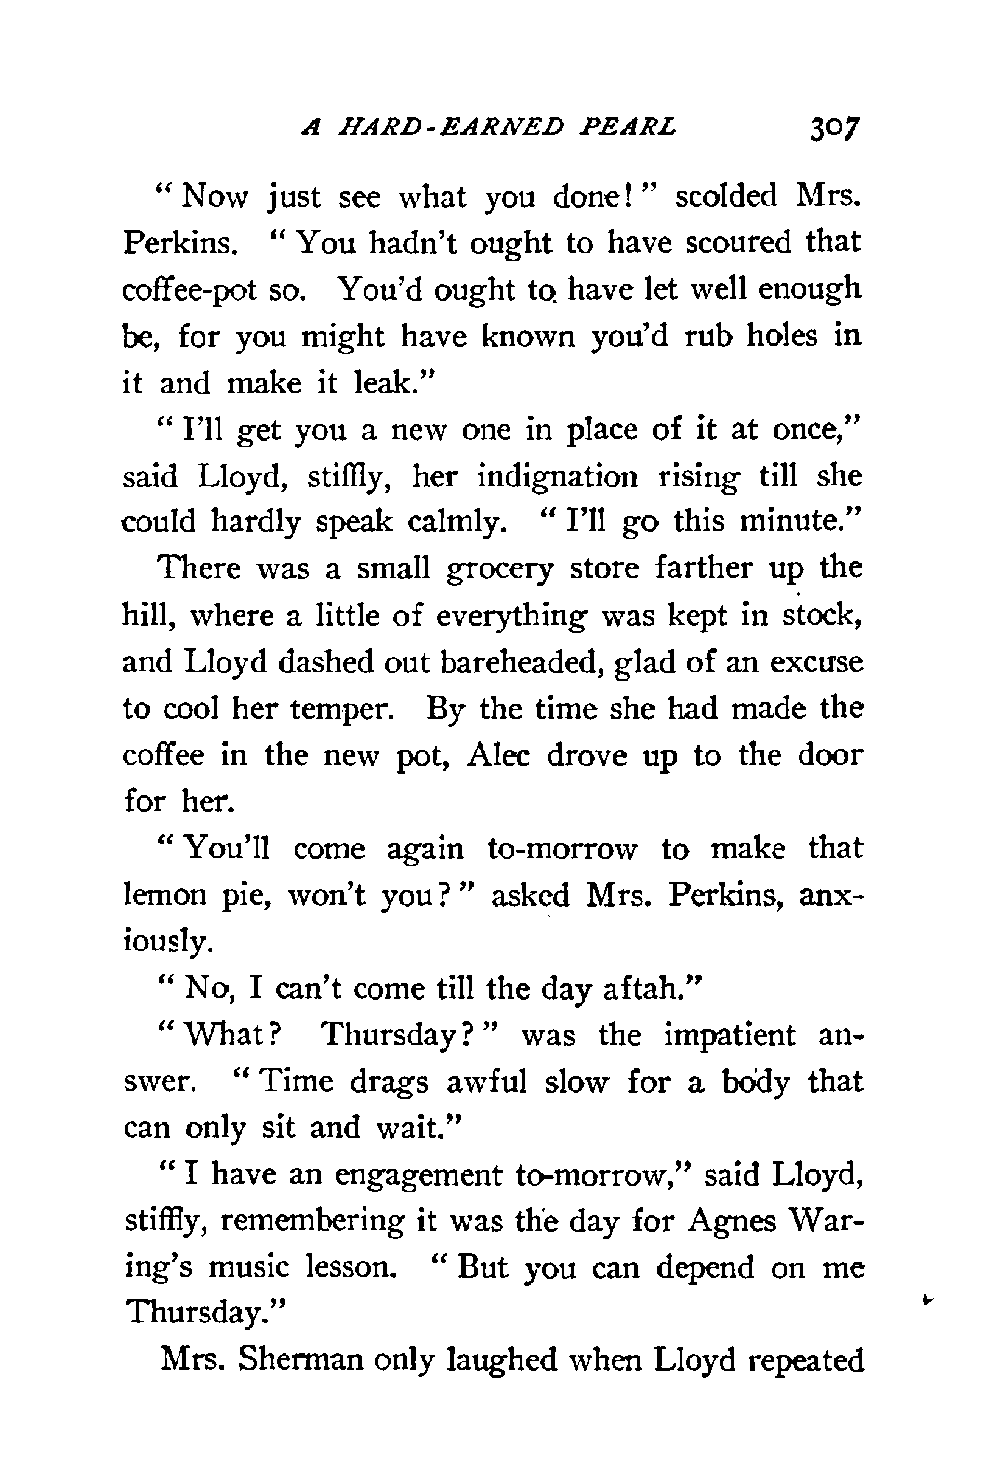 A HARD-EARNED PEARL 307
" Now just see what you done! " scolded Mrs.
Perkins. " You hadn't ought to have scoured that
coffee-pot so. You'd ought to have let well enough
be, for you might have known you'd rub holes in
it and make it leak."
" I'll get you a new one in place of it at once,"
said Lloyd, stiffly, her indignation rising till she
could hardly speak calmly. " I'll go this minute."
There was a small grocery store farther up the
hill, where a little of everything was kept in stock,
and Lloyd dashed out bareheaded, glad of an excuse
to cool her temper. By the time she had made the
coffee in the new pot, Alec drove up to the door
for her.
" You'll come again to-morrow to make that
lemon pie, won't you? " asked Mrs. Perkins, anx-
iously.
" No, I can't come till the day aftah."
" What? Thursday? " was the impatient an-
swer. " Time drags awful slow for a body that
can only sit and wait."
" I have an engagement to-morrow," said Lloyd,
stiffly, remembering it was the day for Agnes War-
ing's music lesson. " But you can depend on me
Thursday."
Mrs. Sherman only laughed when Lloyd repeated